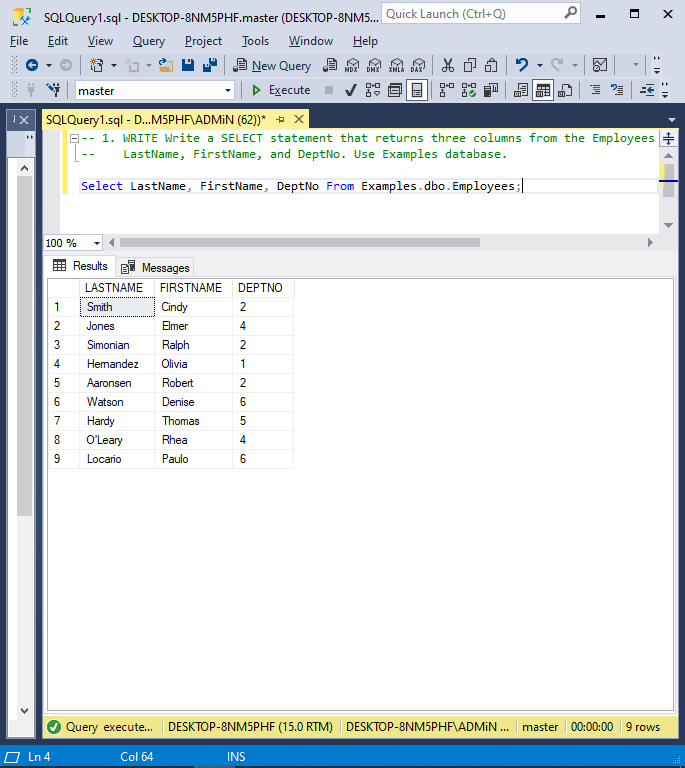 SQLQuery1.sql - DESKTOP-8NM5PHF.master (DESKTOP-8NM5...
Quick Launch (Ctrl+Q)
File Edit View Query Project Tools Window Help
New Query
MDX DMX XMLA DAX
master Execute
SQLQuery1.sql - D...M5PHF\ADMiN (62))*
-- 1. WRITE Write a SELECT statement that returns three columns from the Employees
-- LastName, FirstName, and DeptNo. Use Examples database.
Select LastName, FirstName, DeptNo From Examples.dbo.Employees;
100 %
Results Messages
LASTNAME FIRSTNAME DEPTNO
1 Smith Cindy 2
2 Jones Elmer 4
3 Simonian Ralph 2
4 Hernandez Olivia 1
5 Aaronsen Robert 2
6 Watson Denise 6
7 Hardy Thomas 5
8 O'Leary Rhea 4
9 Locario Paulo 6
Query execute... DESKTOP-8NM5PHF (15.0 RTM) DESKTOP-8NM5PHF\ADMiN ... master 00:00:00 9 rows
Ln 4 Col 64 INS